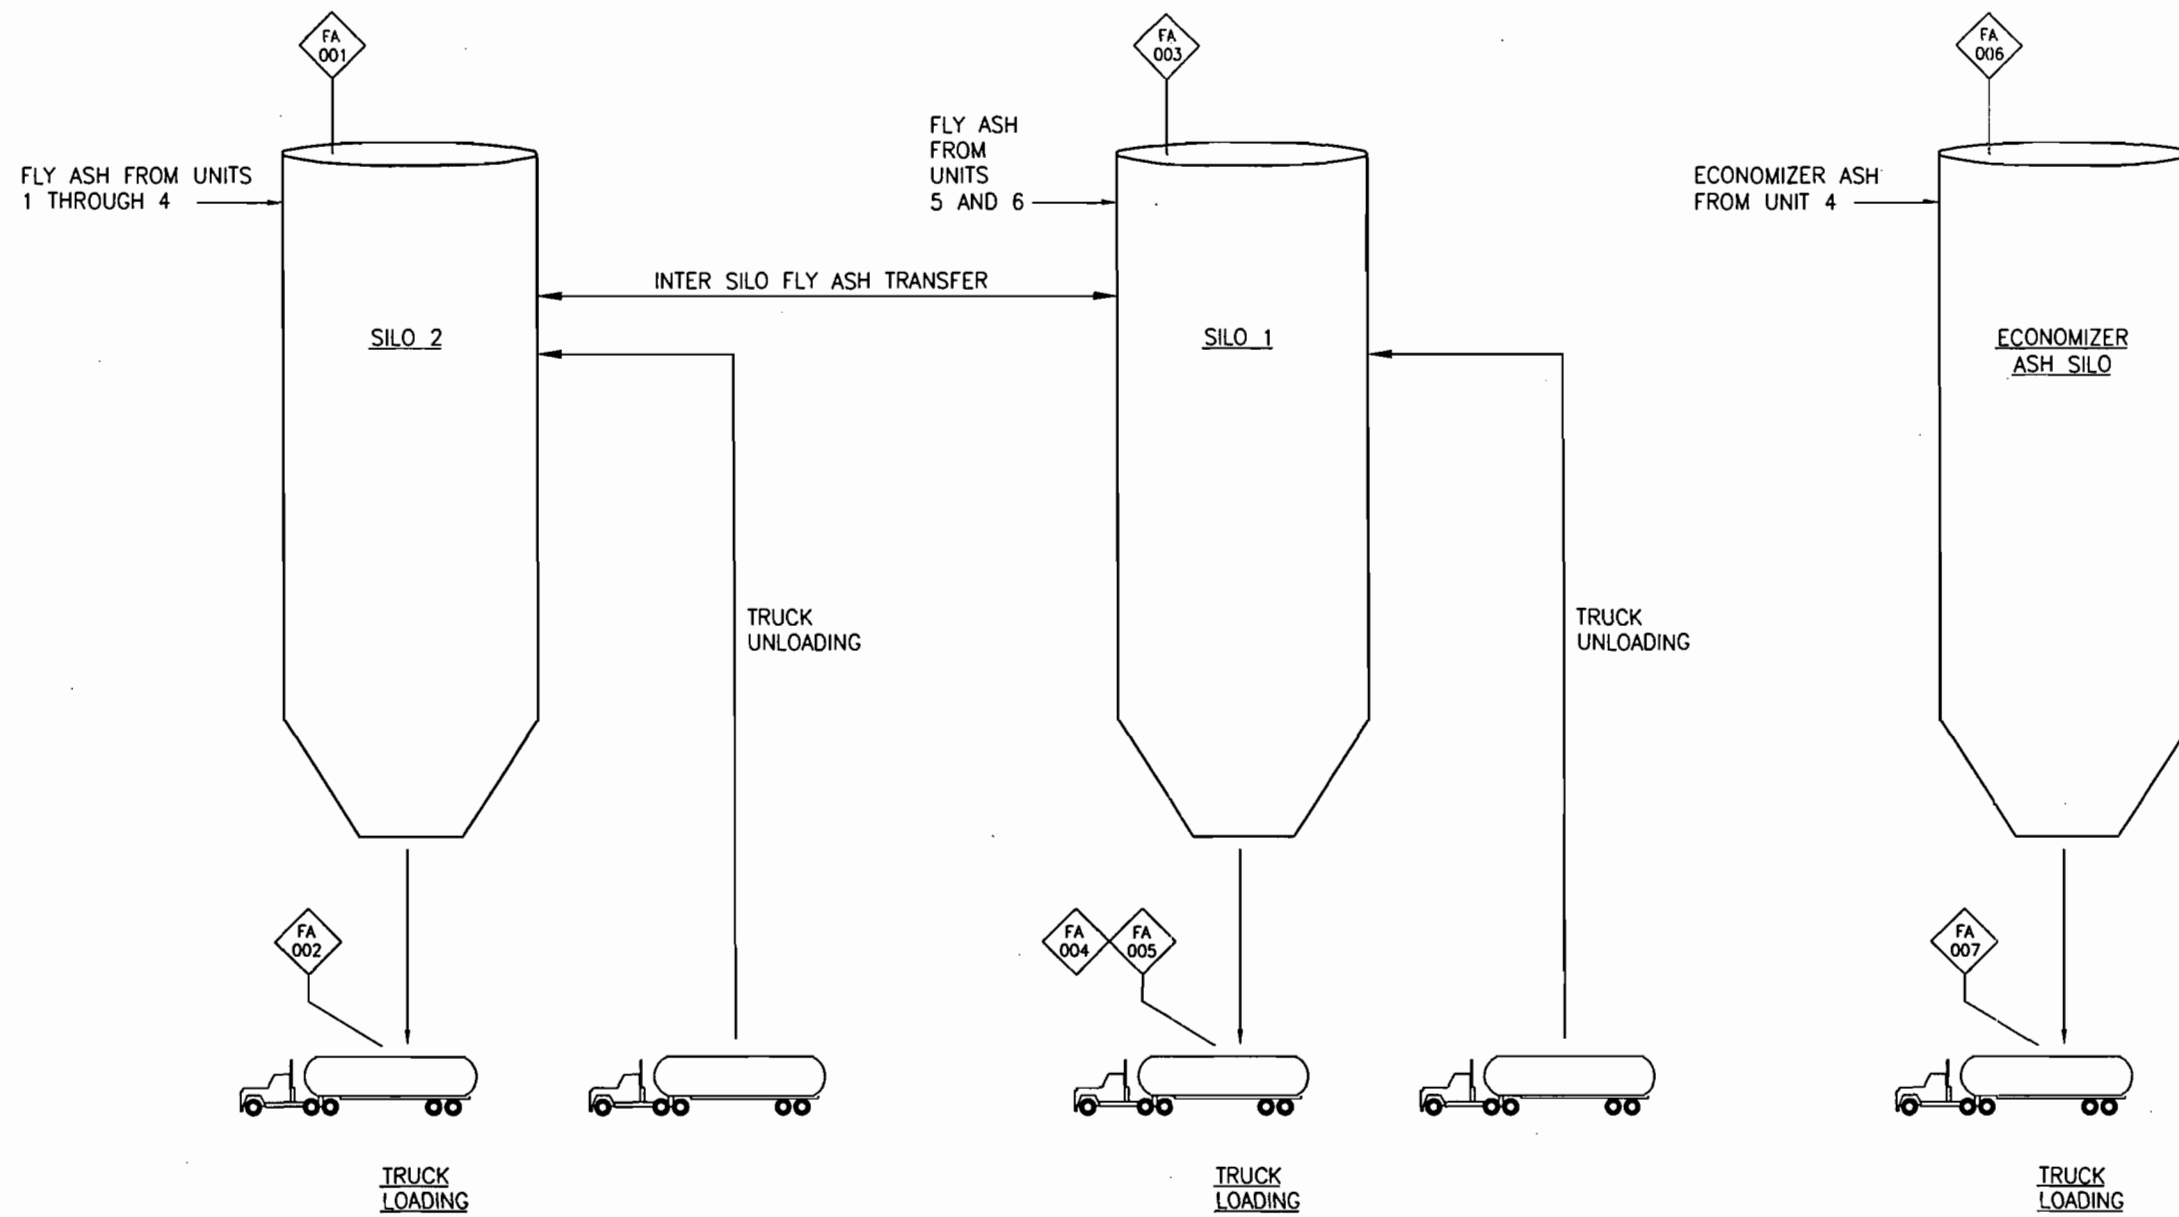 FA
001
FA
003
FA
006
FLY ASH FROM UNITS
1 THROUGH 4
FLY ASH
FROM
UNITS
5 AND 6
ECONOMIZER ASH
FROM UNIT 4
INTER SILO FLY ASH TRANSFER
SILO 2
SILO 1
ECONOMIZER
ASH SILO
TRUCK
UNLOADING
TRUCK
UNLOADING
FA
002
FA
004
FA
005
FA
007
TRUCK
LOADING
TRUCK
LOADING
TRUCK
LOADING